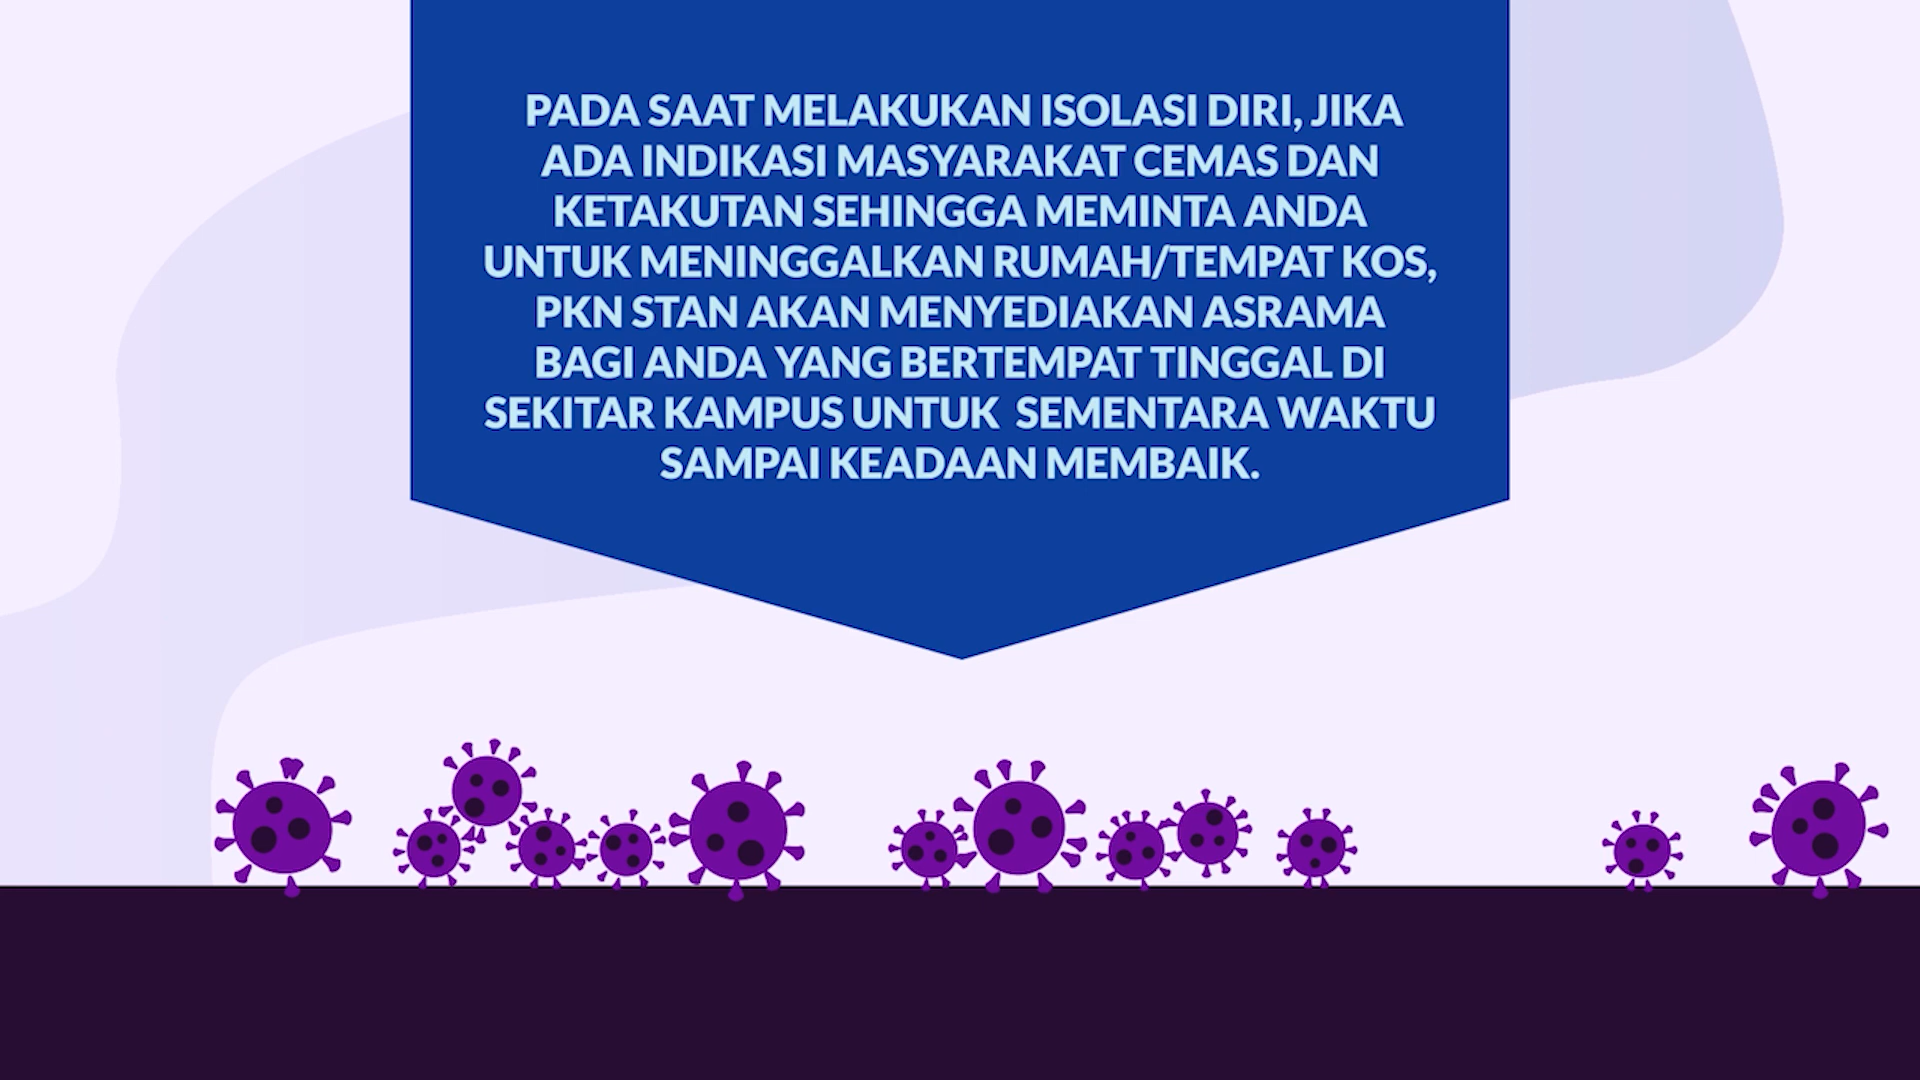 PADA SAAT MELAKUKAN ISOLASI DIRI, JIKA
ADA INDIKASI MASYARAKAT CEMAS DAN
KETAKUTAN SEHINGGA MEMINTA ANDA
UNTUK MENINGGALKAN RUMAH/TEMPAT KOS,
PKN STAN AKAN MENYEDIAKAN ASRAMA
BAGI ANDA YANG BERTEMPAT TINGGAL DI
SEKITAR KAMPUS UNTUK  SEMENTARA WAKTU
SAMPAI KEADAAN MEMBAIK.